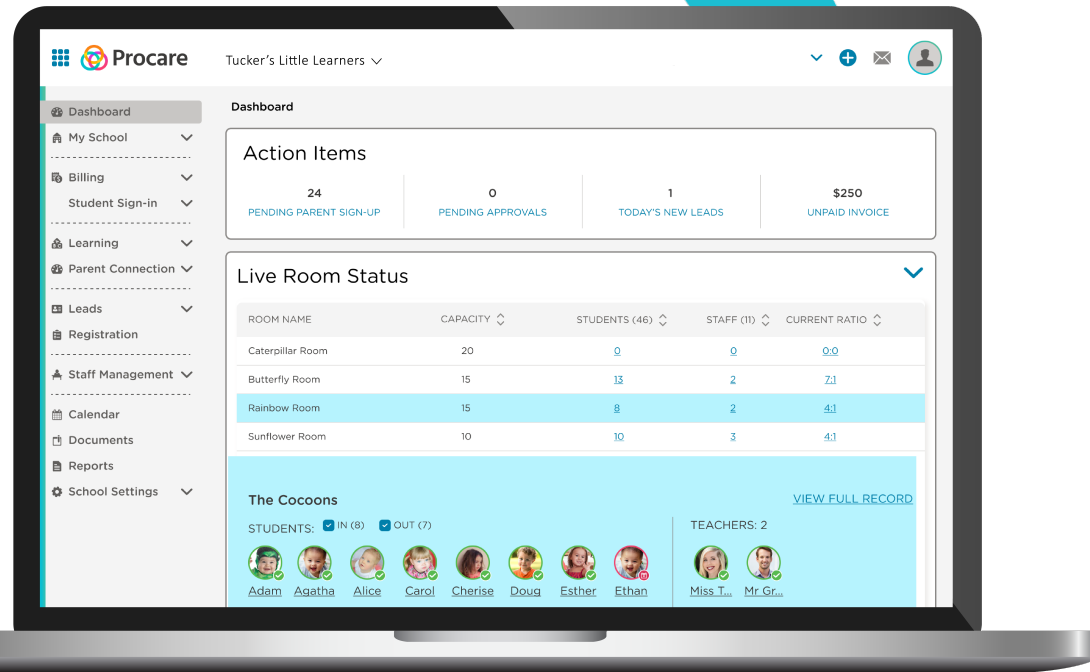 Procare
Tucker's Little Learners
Dashboard
My School
Billing
Student Sign-in
Learning
Parent Connection
Leads
Registration
Staff Management
Calendar
Documents
Reports
School Settings
Dashboard
Action Items
24 0 1 $250
PENDING PARENT SIGN-UP PENDING APPROVALS TODAY'S NEW LEADS UNPAID INVOICE
Live Room Status
ROOM NAME CAPACITY STUDENTS (46) STAFF (11) CURRENT RATIO
Caterpillar Room 20 0 0 0:0
Butterfly Room 15 13 2 7:1
Rainbow Room 15 8 2 4:1
Sunflower Room 10 10 3 4:1
The Cocoons VIEW FULL RECORD
STUDENTS: IN (8) OUT (7) TEACHERS: 2
Adam Agatha Alice Carol Cherise Doug Esther Ethan Miss T... Mr Gr...